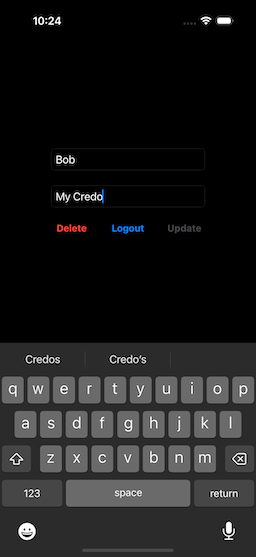 10:24
Bob
My Credo
Delete Logout Update
Credos Credo’s
q w e r t y u i o p
a s d f g h j k l
z x c v b n m
123 space return